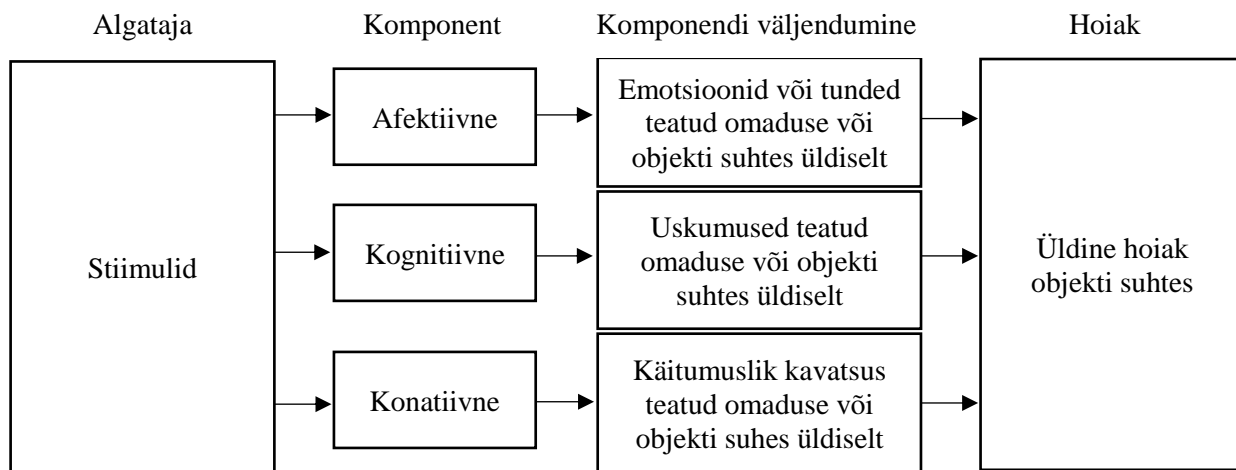 Algataja
Komponent
Komponendi väljendumine
Hoiak
Stiimulid
Afektiivne
Emotsioonid või tunded
teatud omaduse või
objekti suhtes üldiselt
Kognitiivne
Uskumused teatud
omaduse või objekti
suhtes üldiselt
Konatiivne
Käitumuslik kavatsus
teatud omaduse või
objekti suhes üldiselt
Üldine hoiak
objekti suhtes